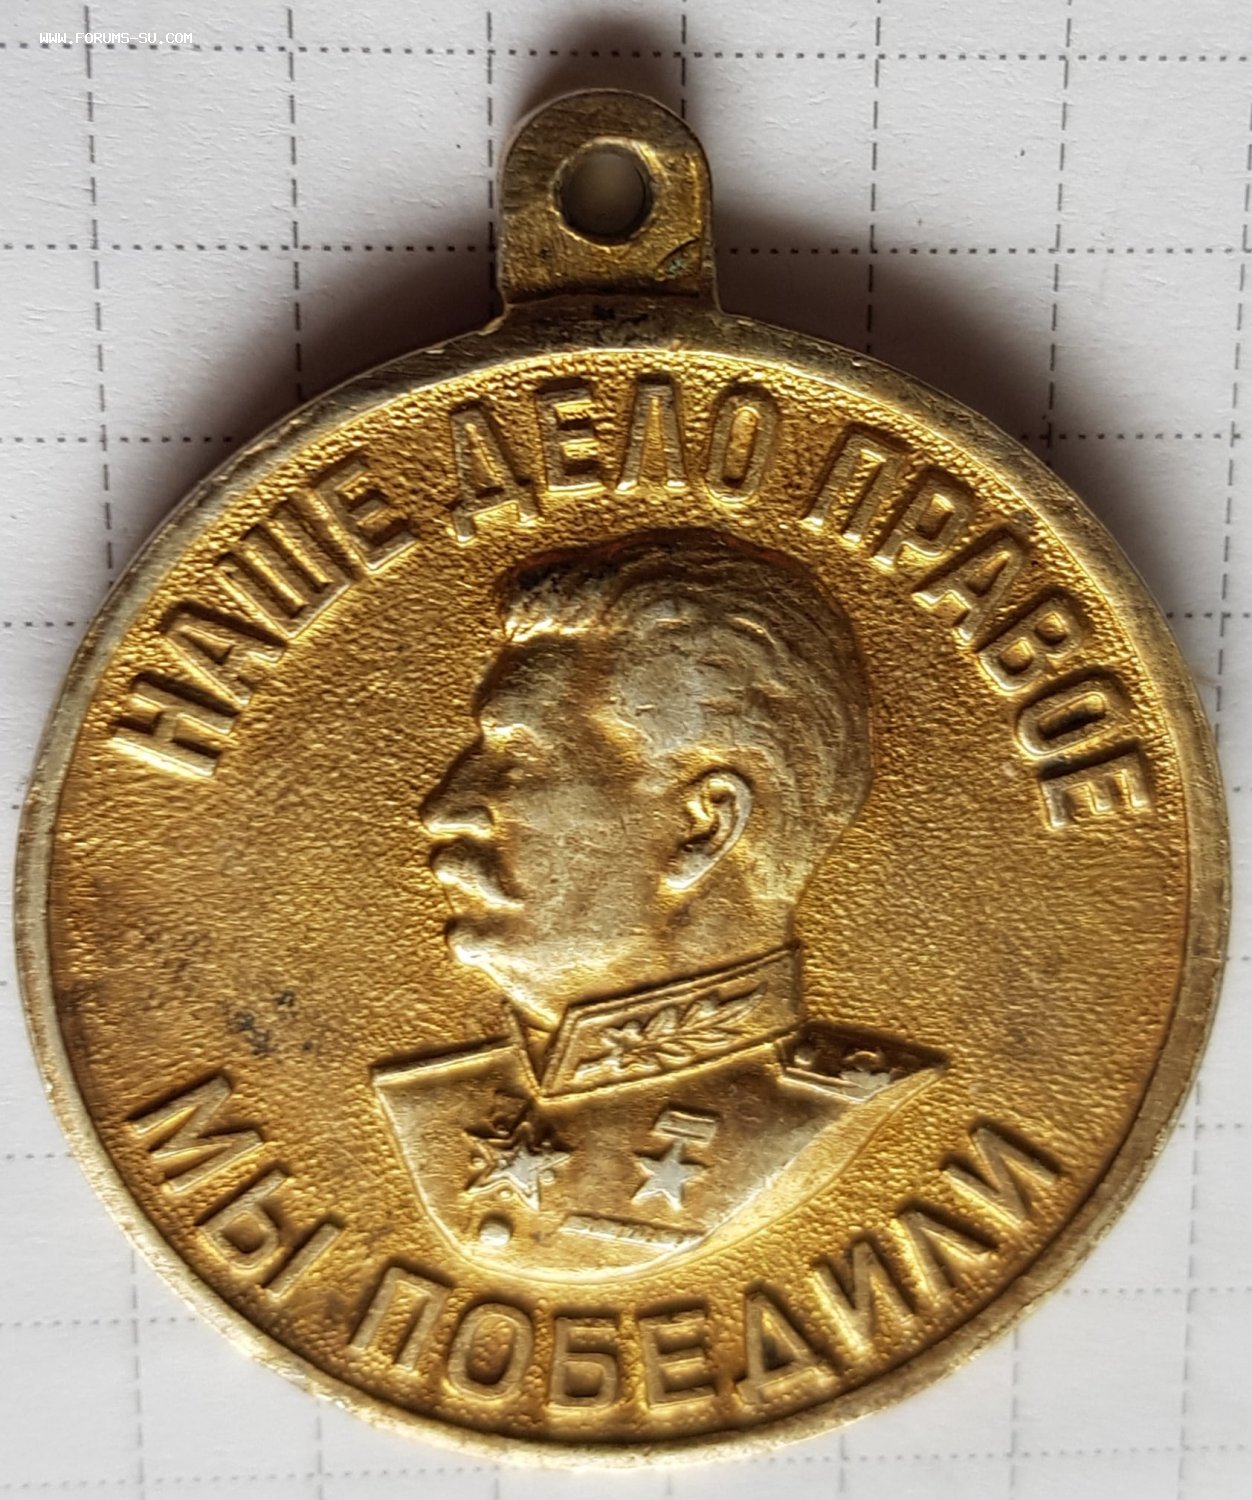 WWW.FORUMS-SU.COM
НАШЕ ДЕЛО ПРАВОЕ
МЫ ПОБЕДИЛИ